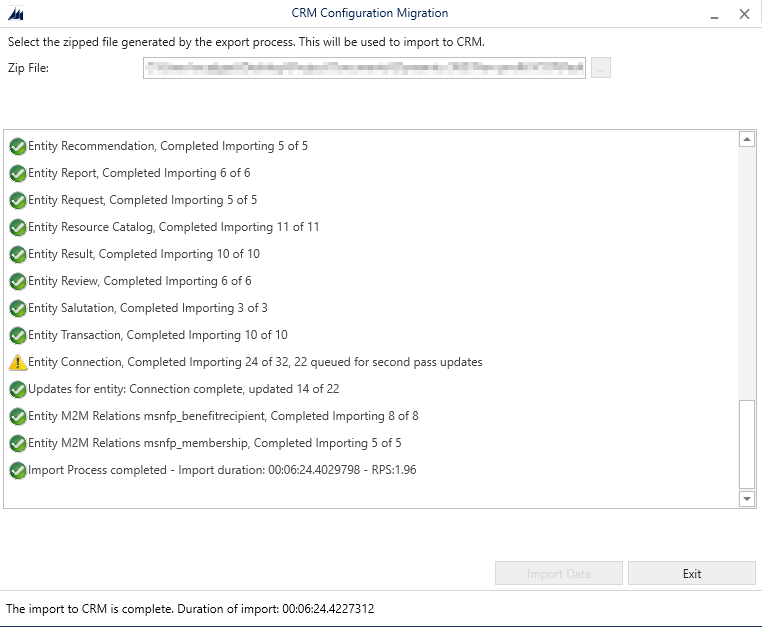 CRM Configuration Migration
Select the zipped file generated by the export process. This will be used to import to CRM.
Zip File:
...
Entity Recommendation, Completed Importing 5 of 5
Entity Report, Completed Importing 6 of 6
Entity Request, Completed Importing 5 of 5
Entity Resource Catalog, Completed Importing 11 of 11
Entity Result, Completed Importing 10 of 10
Entity Review, Completed Importing 6 of 6
Entity Salutation, Completed Importing 3 of 3
Entity Transaction, Completed Importing 10 of 10
Entity Connection, Completed Importing 24 of 32, 22 queued for second pass updates
Updates for entity: Connection complete, updated 14 of 22
Entity M2M Relations msnfp_benefitrecipient, Completed Importing 8 of 8
Entity M2M Relations msnfp_membership, Completed Importing 5 of 5
Import Process completed - Import duration: 00:06:24.4029798 - RPS:1.96
Import Data
Exit
The import to CRM is complete. Duration of import: 00:06:24.4227312